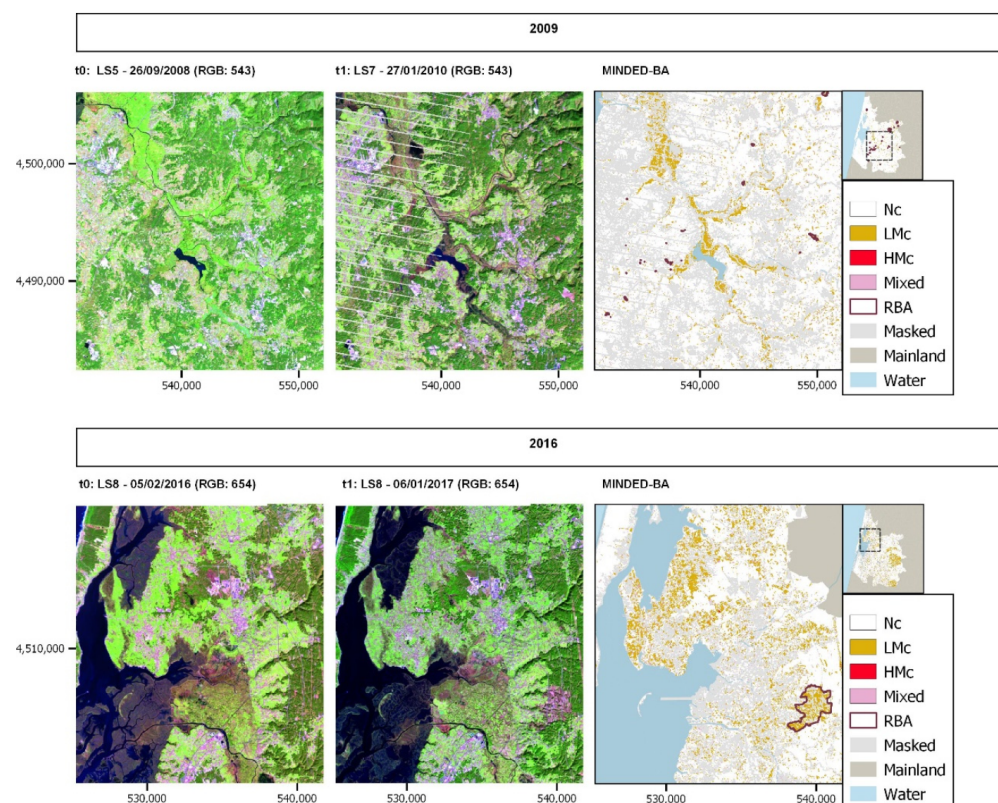 2009
t0: LS5 - 26/09/2008 (RGB: 543)
t1: LS7 - 27/01/2010 (RGB: 543)
MINDED-BA
4,500,000
4,490,000
540,000
550,000
540,000
550,000
540,000
550,000
Nc
LMc
HMc
Mixed
RBA
Masked
Mainland
Water
2016
t0: LS8 - 05/02/2016 (RGB: 654)
t1: LS8 - 06/01/2017 (RGB: 654)
MINDED-BA
4,510,000
530,000
540,000
530,000
540,000
530,000
540,000
Nc
LMc
HMc
Mixed
RBA
Masked
Mainland
Water